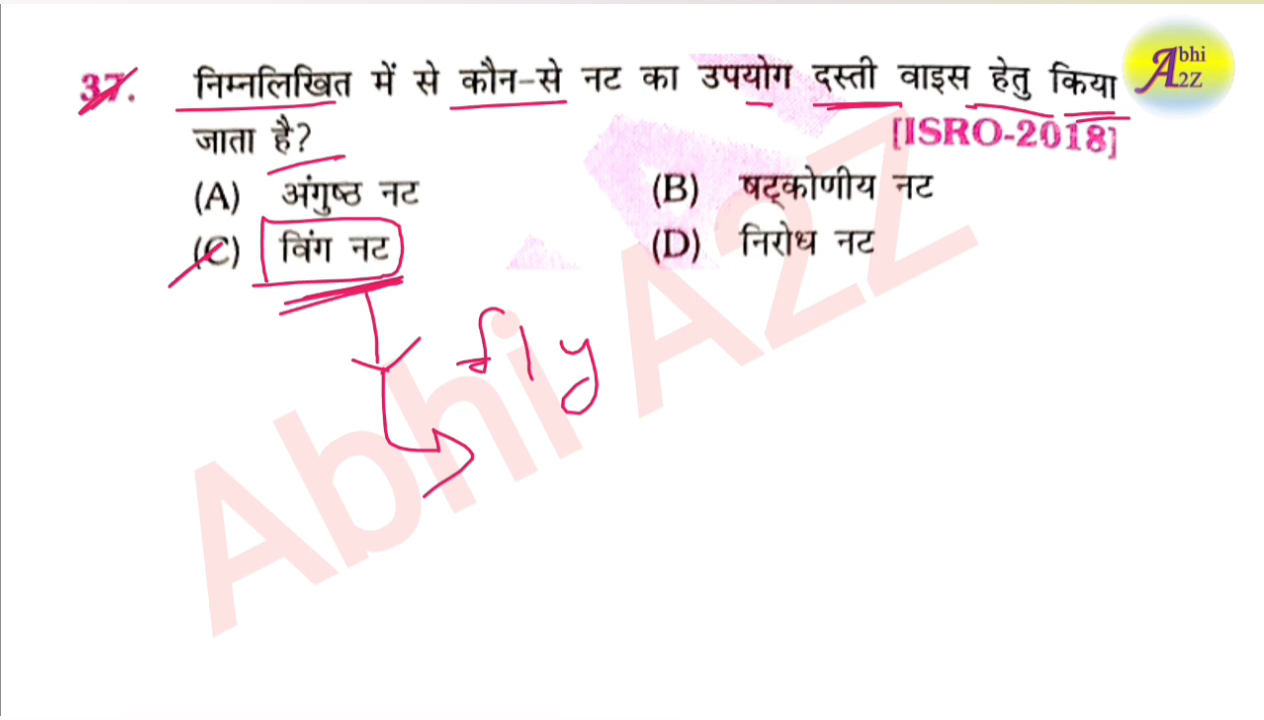 37. निम्नलिखित में से कौन-से नट का उपयोग दस्ती वाइस हेतु किया
जाता है?
[ISRO-2018]
(A) अंगुष्ठ नट
(B) षट्कोणीय नट
(C) विंग नट
(D) निरोध नट
fly
Abhi
A2Z
Abhi A2Z